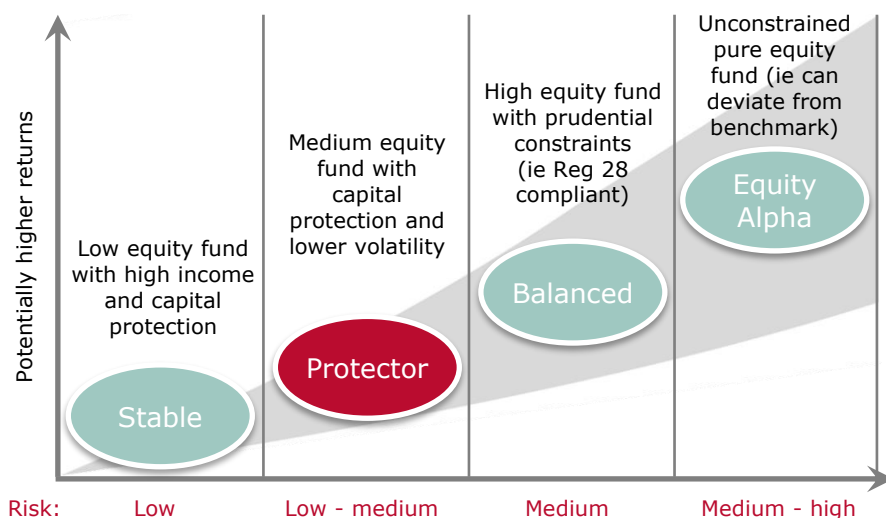 Potentially higher returns
Low equity fund
with high income
and capital
protection
Stable
Medium equity
fund with
capital
protection and
lower volatility
Protector
High equity fund
with prudential
constraints
(ie Reg 28
compliant)
Balanced
Unconstrained
pure equity
fund (ie can
deviate from
benchmark)
Equity
Alpha
Risk: Low Low - medium Medium Medium - high